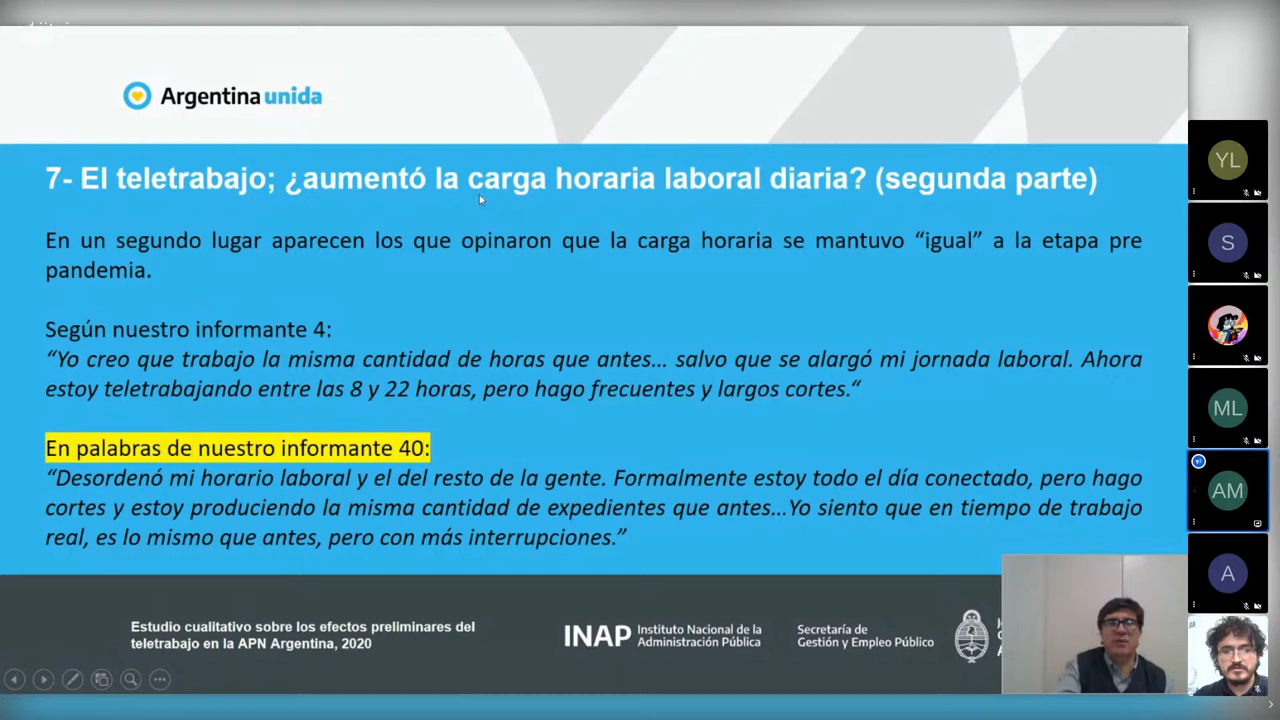 Argentina unida
7- El teletrabajo; ¿aumentó la carga horaria laboral diaria? (segunda parte)
En un segundo lugar aparecen los que opinaron que la carga horaria se mantuvo “igual” a la etapa pre
pandemia.
Según nuestro informante 4:
“Yo creo que trabajo la misma cantidad de horas que antes… salvo que se alargó mi jornada laboral. Ahora
estoy teletrabajando entre las 8 y 22 horas, pero hago frecuentes y largos cortes.“
En palabras de nuestro informante 40:
“Desordenó mi horario laboral y el del resto de la gente. Formalmente estoy todo el día conectado, pero hago
cortes y estoy produciendo la misma cantidad de expedientes que antes…Yo siento que en tiempo de trabajo
real, es lo mismo que antes, pero con más interrupciones.”
Estudio cualitativo sobre los efectos preliminares del
teletrabajo en la APN Argentina, 2020
INAP
Instituto Nacional de la
Administración Pública
Secretaría de
Gestión y Empleo Público
YL
S
ML
AM
A